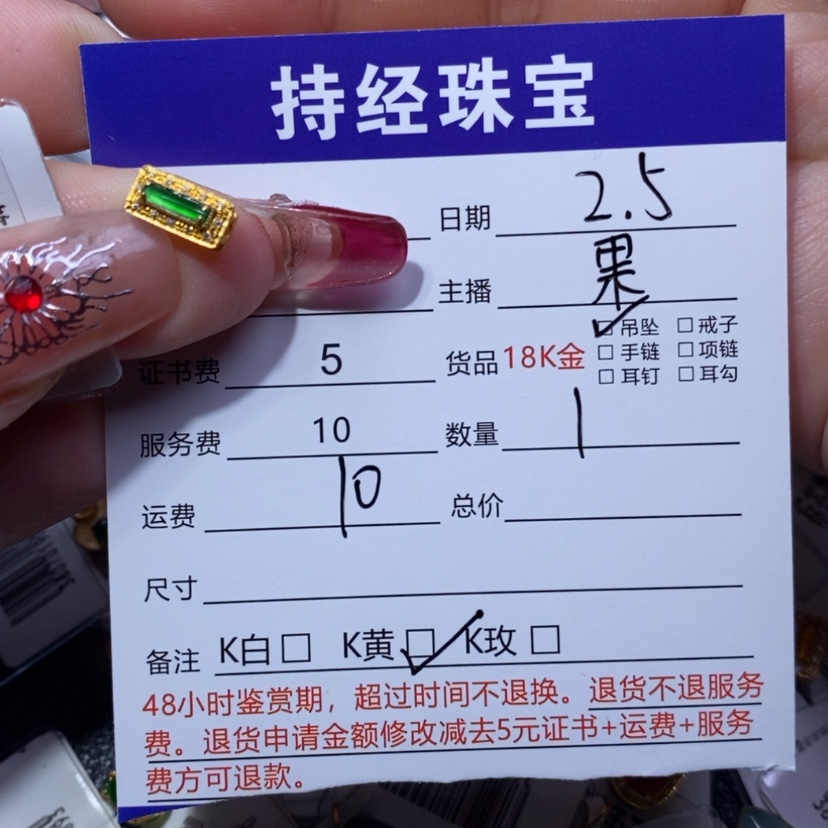 持经珠宝
日期 2.5
主播 果
证书费 5 货品 18K金 ☑吊坠 □戒子
□手链 □项链
□耳钉 □耳勾
服务费 10 数量 1
运费 10 总价
尺寸
备注 K白□ K黄☑ K玫□
48小时鉴赏期，超过时间不退换。退货不退服务
费。退货申请金额修改减去5元证书+运费+服务
费方可退款。